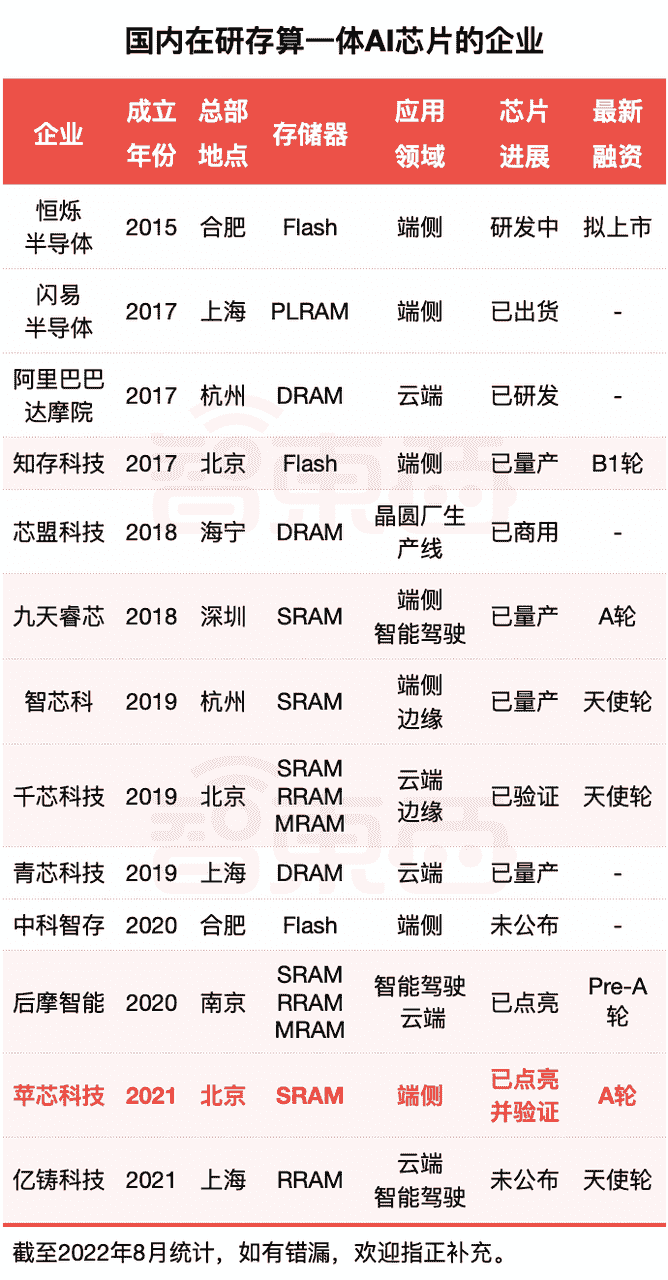 国内在研存算一体AI芯片的企业
企业 成立年份 总部地点 存储器 应用领域 芯片进展 最新融资
恒烁半导体 2015 合肥 Flash 端侧 研发中 拟上市
闪易半导体 2017 上海 PLRAM 端侧 已出货 -
阿里巴巴达摩院 2017 杭州 DRAM 云端 已研发 -
知存科技 2017 北京 Flash 端侧 已量产 B1轮
芯盟科技 2018 海宁 DRAM 晶圆厂生产线 已商用 -
九天睿芯 2018 深圳 SRAM 端侧 智能驾驶 已量产 A轮
智芯科 2019 杭州 SRAM 端侧 边缘 已量产 天使轮
千芯科技 2019 北京 SRAM RRAM MRAM 云端 边缘 已验证 天使轮
青芯科技 2019 上海 DRAM 云端 已量产 -
中科智存 2020 合肥 Flash 端侧 未公布 -
后摩智能 2020 南京 SRAM RRAM MRAM 智能驾驶 云端 已点亮 Pre-A轮
苹芯科技 2021 北京 SRAM 端侧 已点亮并验证 A轮
亿铸科技 2021 上海 RRAM 云端 智能驾驶 未公布 天使轮
智東西
智東西
截至2022年8月统计，如有错漏，欢迎指正补充。